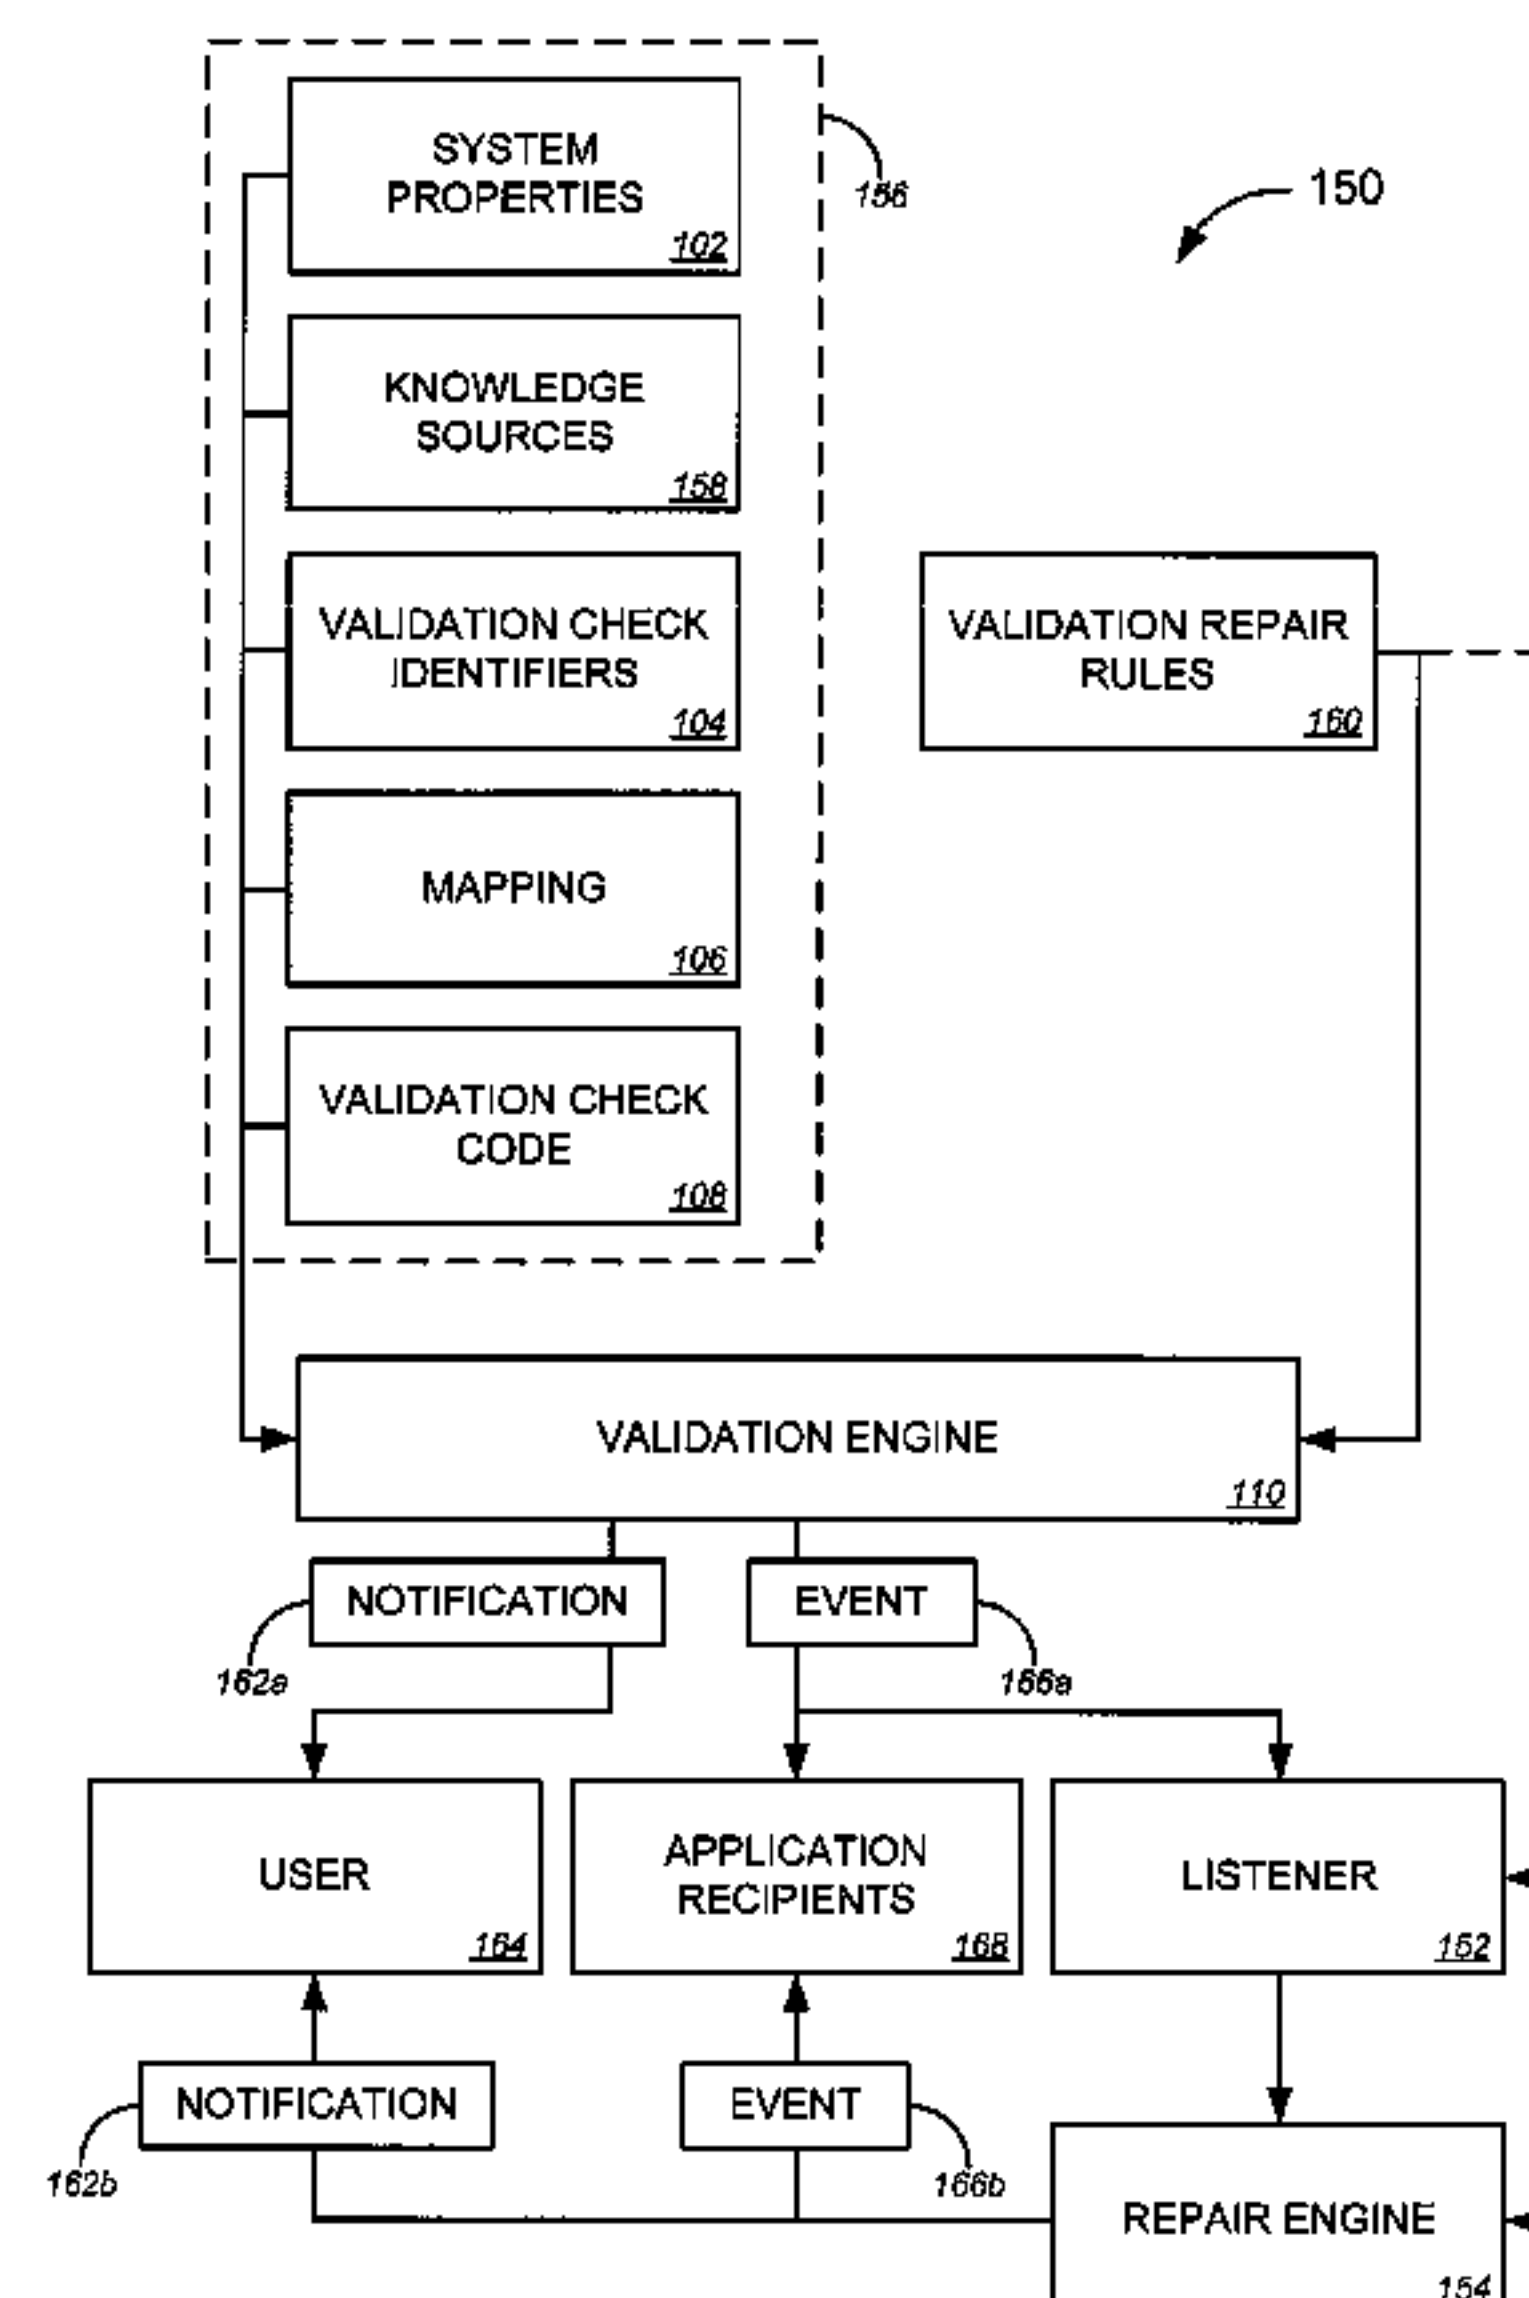 SYSTEM
PROPERTIES
102
156
150
KNOWLEDGE
SOURCES
158
VALIDATION CHECK
IDENTIFIERS
104
VALIDATION REPAIR
RULES
160
MAPPING
106
VALIDATION CHECK
CODE
108
VALIDATION ENGINE
110
NOTIFICATION
EVENT
162a
166a
USER
164
APPLICATION
RECIPIENTS
168
LISTENER
152
NOTIFICATION
EVENT
162b
166b
REPAIR ENGINE
154